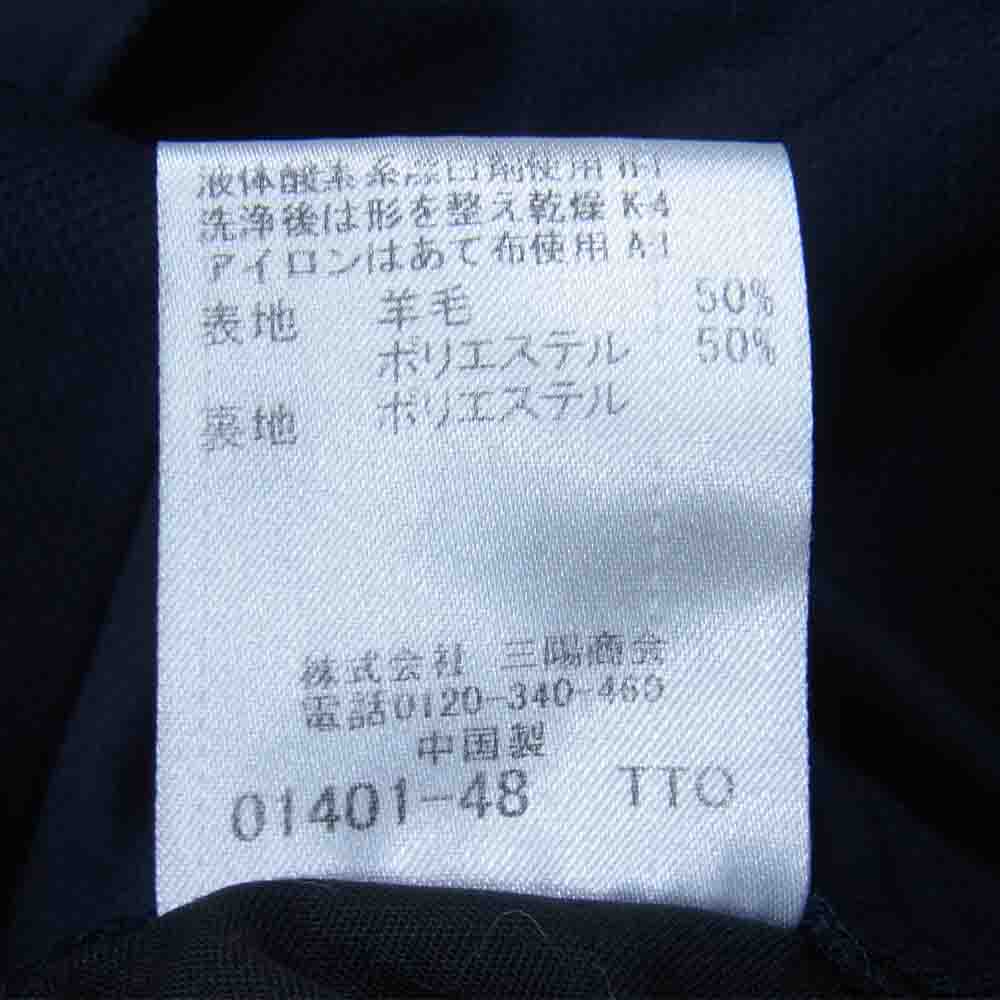 液体酸素系漂白剤使用 H-1
洗浄後は形を整え乾燥 K-4
アイロンはあて布使用 A-1
表地 羊毛 50%
ポリエステル 50%
裏地 ポリエステル
株式会社 三陽商会
電話0120-340-460
中国製
01401-48 TTO